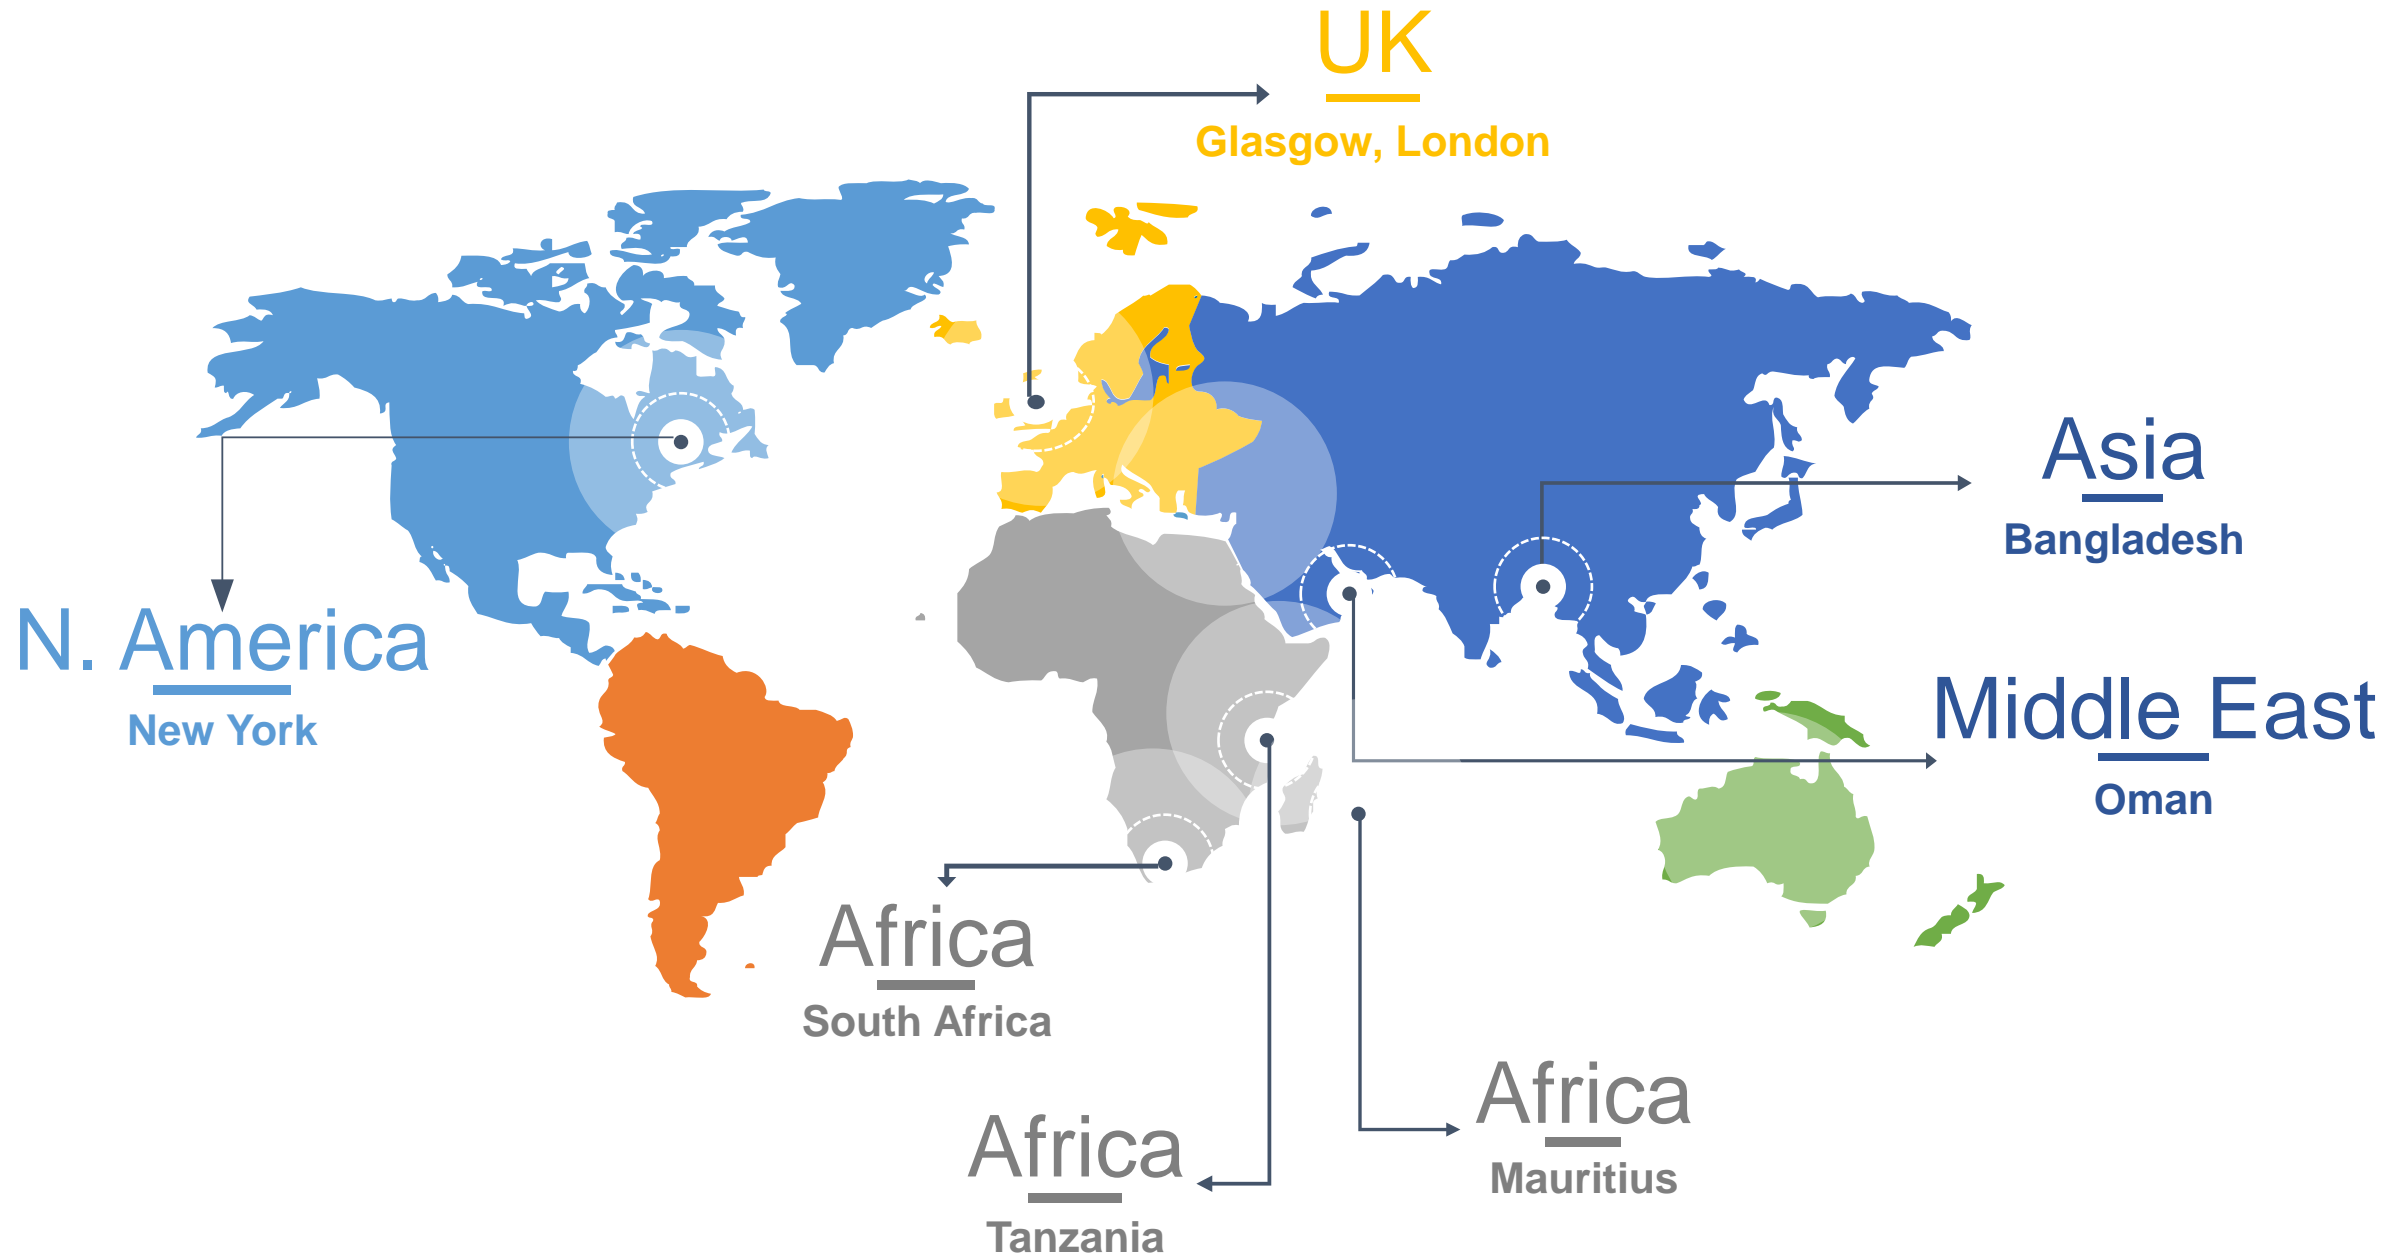 UK
Glasgow, London
Asia
Bangladesh
N. America
New York
Middle East
Oman
Africa
South Africa
Africa
Mauritius
Africa
Tanzania